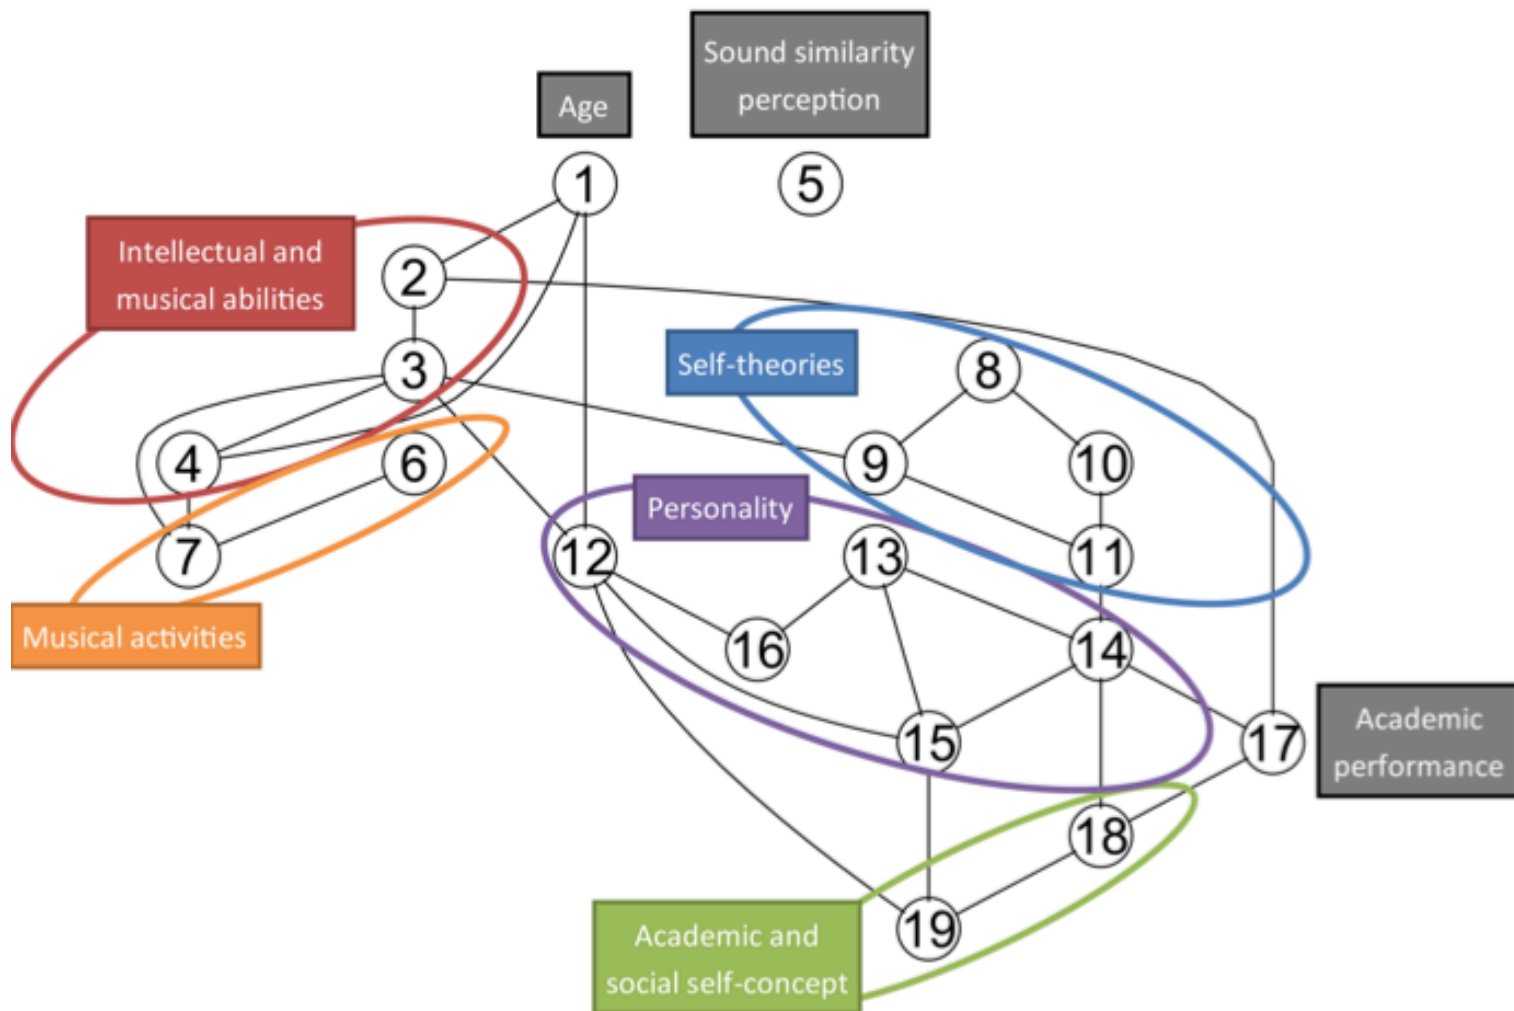 Sound similarity
perception
Age
1
5
Intellectual and
musical abilities
2
3
Self-theories
8
4
6
9
10
Personality
7
12
13
11
Musical activities
16
14
15
17
Academic
performance
18
19
Academic and
social self-concept